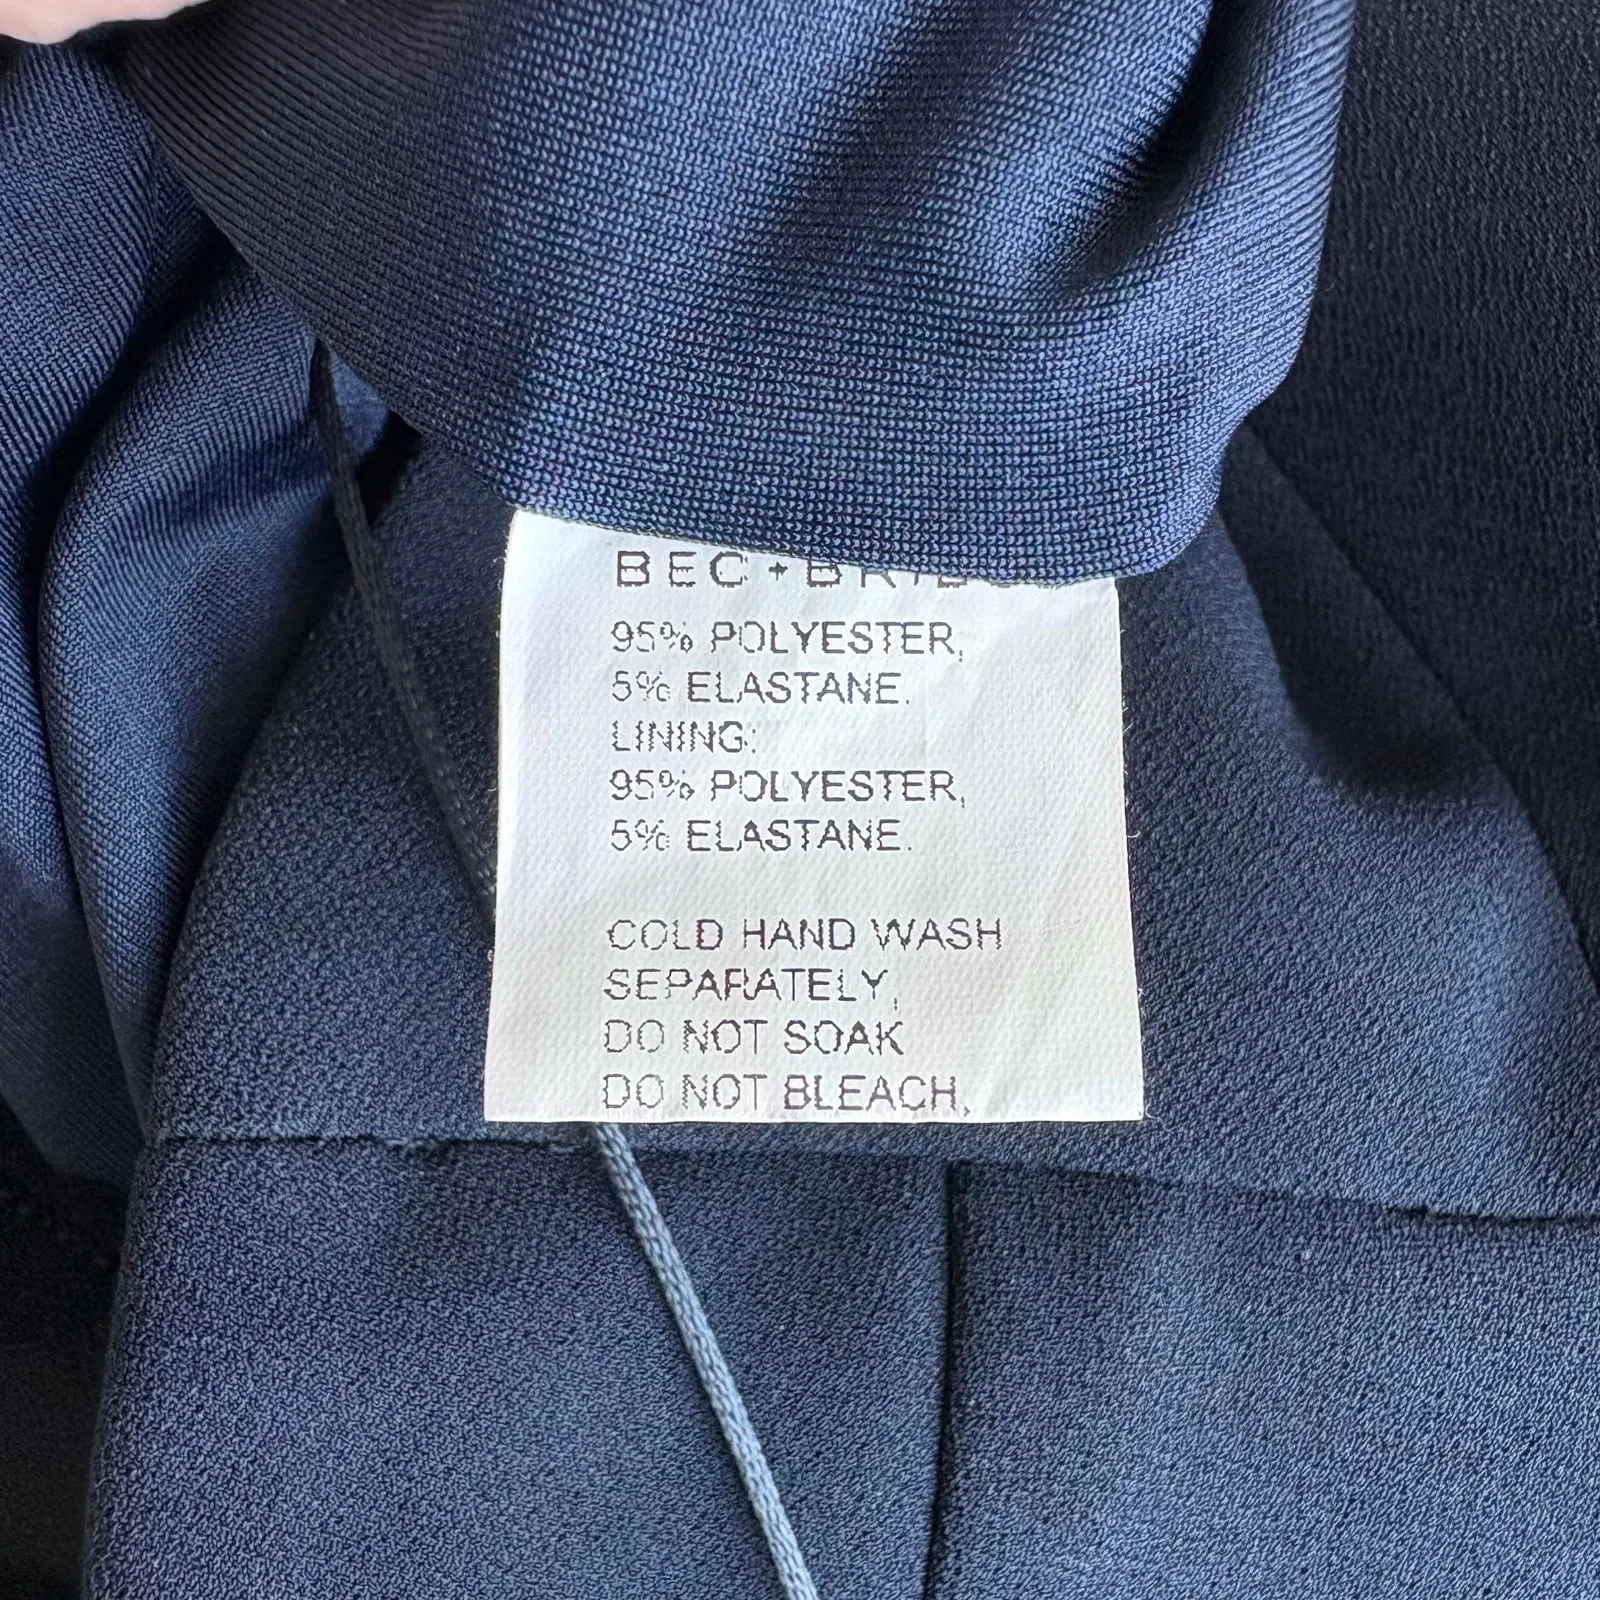 BEC + BRIDGE
95% POLYESTER,
5% ELASTANE.
LINING:
95% POLYESTER,
5% ELASTANE.
COLD HAND WASH
SEPARATELY,
DO NOT SOAK
DO NOT BLEACH,